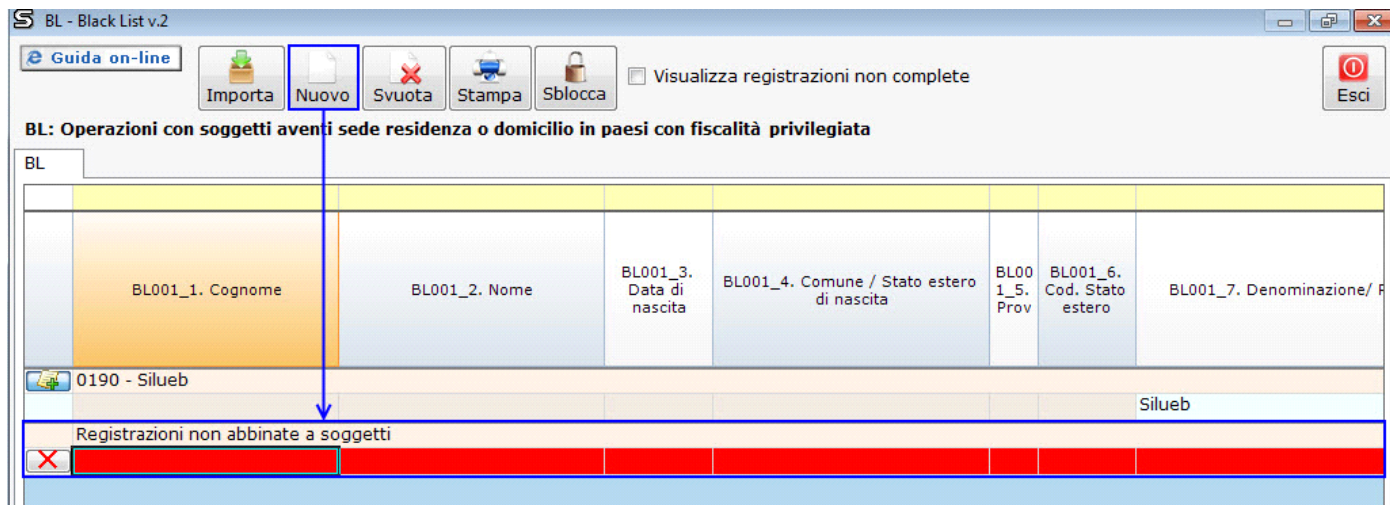 BL - Black List v.2
Guida on-line
Importa
Nuovo
Svuota
Stampa
Sblocca
Visualizza registrazioni non complete
Esci
BL: Operazioni con soggetti aventi sede residenza o domicilio in paesi con fiscalità privilegiata
BL
BL001_1. Cognome
BL001_2. Nome
BL001_3.
Data di
nascita
BL001_4. Comune / Stato estero
di nascita
BL00
1_5.
Prov
BL001_6.
Cod. Stato
estero
BL001_7. Denominazione/
0190 - Silueb
Silueb
Registrazioni non abbinate a soggetti